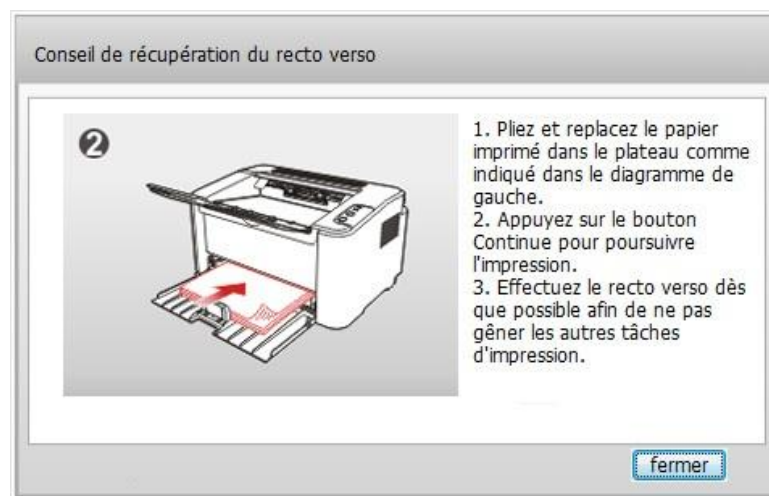 Conseil de récupération du recto verso
2
1. Pliez et replacez le papier
imprimé dans le plateau comme
indiqué dans le diagramme de
gauche.
2. Appuyez sur le bouton
Continue pour poursuivre
l'impression.
3. Effectuez le recto verso dès
que possible afin de ne pas
gêner les autres tâches
d'impression.
fermer